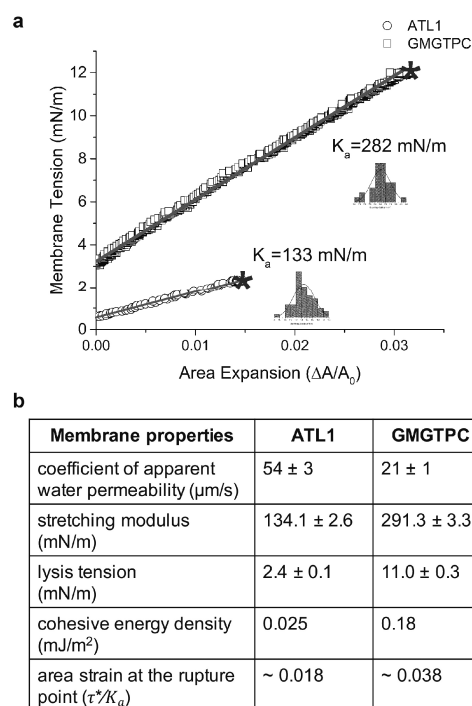 a
ATL1
GMGTPC
12
10
8
6
4
2
0
Membrane Tension (mN/m)
Kₐ=282 mN/m
Kₐ=133 mN/m
0.00 0.01 0.02 0.03
Area Expansion (ΔA/A₀)
b
Membrane properties ATL1 GMGTPC
coefficient of apparent
water permeability (µm/s)
54 ± 3 21 ± 1
stretching modulus
(mN/m)
134.1 ± 2.6 291.3 ± 3.3
lysis tension
(mN/m)
2.4 ± 0.1 11.0 ± 0.3
cohesive energy density
(mJ/m²)
0.025 0.18
area strain at the rupture
point (τ*/Kₐ)
~ 0.018 ~ 0.038